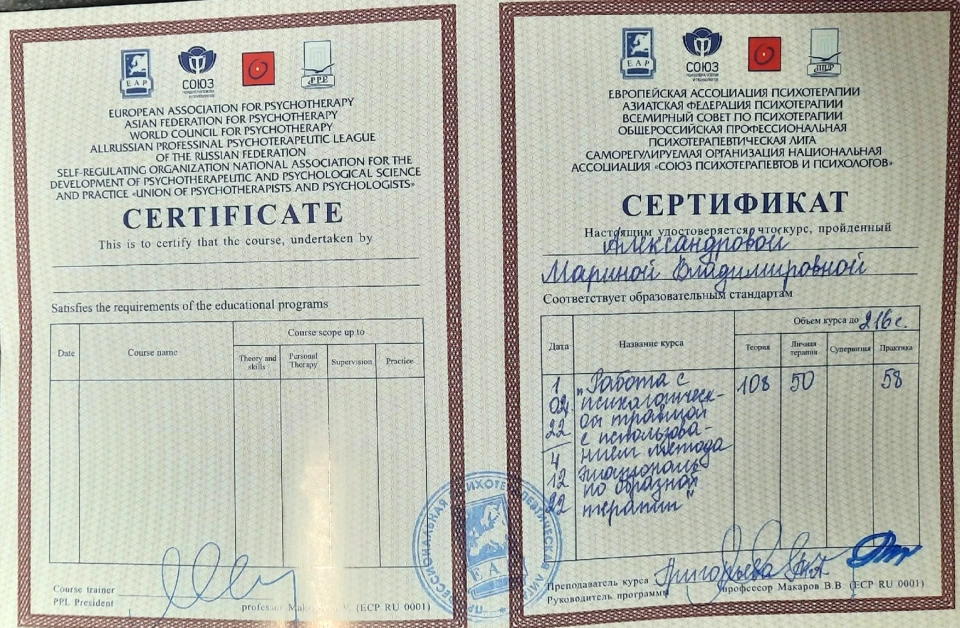 EAP
СОЮЗ
PPL
EUROPEAN ASSOCIATION FOR PSYCHOTHERAPY
ASIAN FEDERATION FOR PSYCHOTHERAPY
WORLD COUNCIL FOR PSYCHOTHERAPY
ALLRUSSIAN PROFESSINAL PSYCHOTHERAPEUTIC LEAGUE
OF THE RUSSIAN FEDERATION
SELF-REGULATING ORGANIZATION NATIONAL ASSOCIATION FOR THE
DEVELOPMENT OF PSYCHOTHERAPEUTIC AND PSYCHOLOGICAL SCIENCE
AND PRACTICE «UNION OF PSYCHOTHERAPISTS AND PSYCHOLOGISTS»
CERTIFICATE
This is to certify that the course, undertaken by
Satisfies the requirements of the educational programs
Date
Course name
Course scope up to
Theory and skills
Personal Therapy
Supervision
Practice
Course trainer
PPL President
professor V. (ECP RU 0001)
EAP
СОЮЗ
ППЛ
ЕВРОПЕЙСКАЯ АССОЦИАЦИЯ ПСИХОТЕРАПИИ
АЗИАТСКАЯ ФЕДЕРАЦИЯ ПСИХОТЕРАПИИ
ВСЕМИРНЫЙ СОВЕТ ПО ПСИХОТЕРАПИИ
ОБЩЕРОССИЙСКАЯ ПРОФЕССИОНАЛЬНАЯ
ПСИХОТЕРАПЕВТИЧЕСКАЯ ЛИГА
САМОРЕГУЛИРУЕМАЯ ОРГАНИЗАЦИЯ НАЦИОНАЛЬНАЯ
АССОЦИАЦИЯ «СОЮЗ ПСИХОТЕРАПЕВТОВ И ПСИХОЛОГОВ»
СЕРТИФИКАТ
Настоящим удостоверяется, что курс, пройденный
Александровой
Мариной Владимировной
Соответствует образовательным стандартам
Дата
Название курса
Объем курса до 216 с.
Теория
Личная терапия
Супервизия
Практика
1
02.
22
4
12
22
„Работа с
психологическ-
ой травмой
с использова-
нием метода
эмоциональ
но образной
терапии"
108
50
58
Преподаватель курса Григорьева
Руководитель программы профессор Макаров В.В. (ECP RU 0001)
ПСИХОТЕРАПЕВТИЧЕСКАЯ ЛИГА
EAP